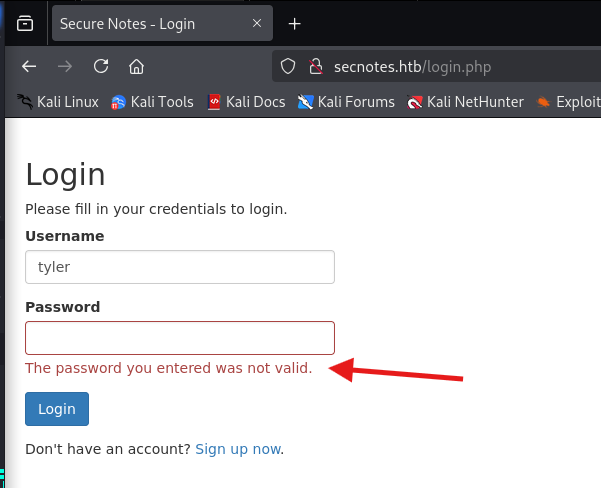 Secure Notes - Login
secnotes.htb/login.php
Kali Linux Kali Tools Kali Docs Kali Forums Kali NetHunter Exploit
Login
Please fill in your credentials to login.
Username
tyler
Password
The password you entered was not valid.
Login
Don't have an account? Sign up now.